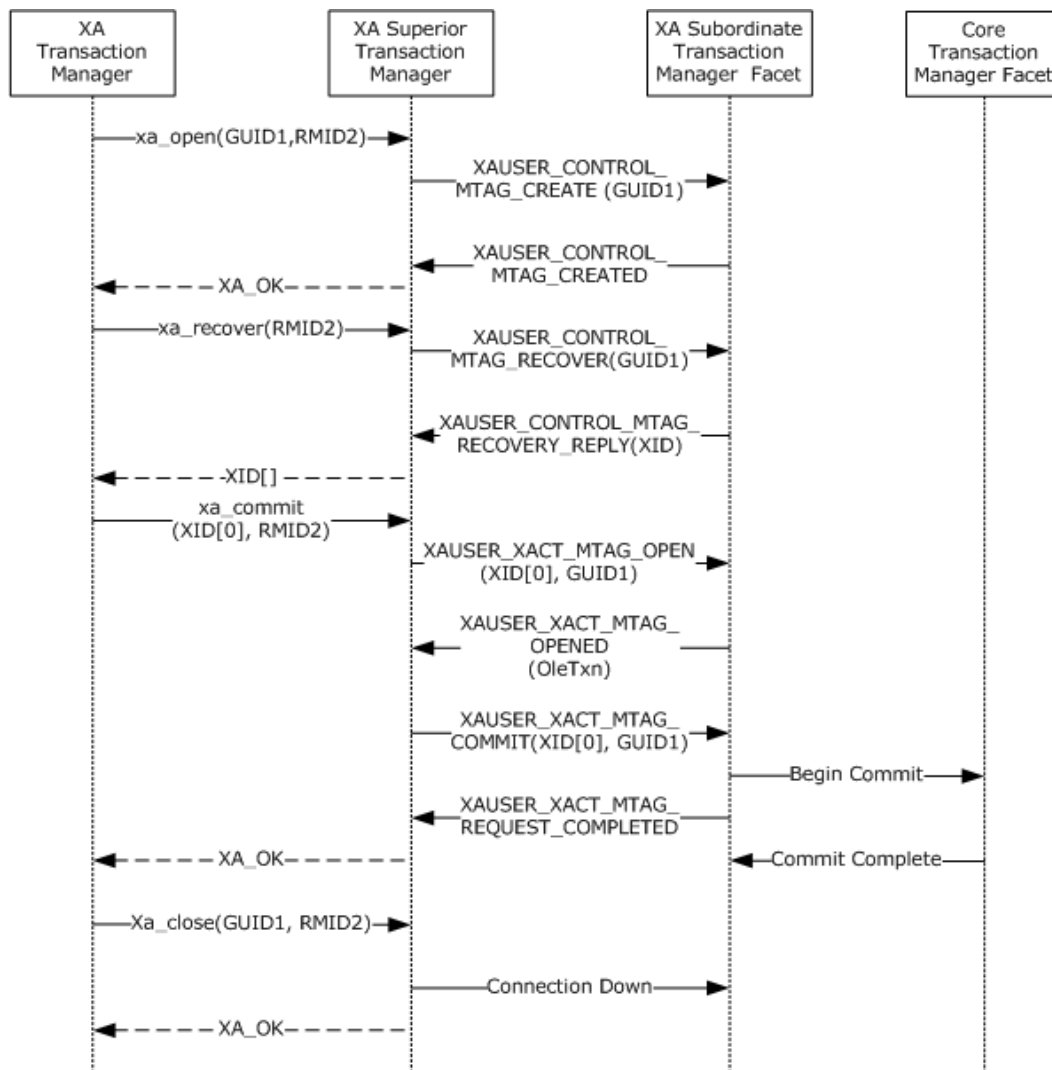 XA
Transaction
Manager
XA Superior
Transaction
Manager
XA Subordinate
Transaction
Manager Facet
Core
Transaction
Manager Facet
xa_open(GUID1,RMID2)
XAUSER_CONTROL_
MTAG_CREATE (GUID1)
XAUSER_CONTROL_
MTAG_CREATED
XA_OK
xa_recover(RMID2)
XAUSER_CONTROL_
MTAG_RECOVER(GUID1)
XAUSER_CONTROL_MTAG_
RECOVERY_REPLY(XID)
XID[]
xa_commit
(XID[0], RMID2)
XAUSER_XACT_MTAG_OPEN
(XID[0], GUID1)
XAUSER_XACT_MTAG_
OPENED
(OleTxn)
XAUSER_XACT_MTAG_
COMMIT(XID[0], GUID1)
Begin Commit
XAUSER_XACT_MTAG_
REQUEST_COMPLETED
XA_OK
Commit Complete
Xa_close(GUID1, RMID2)
Connection Down
XA_OK